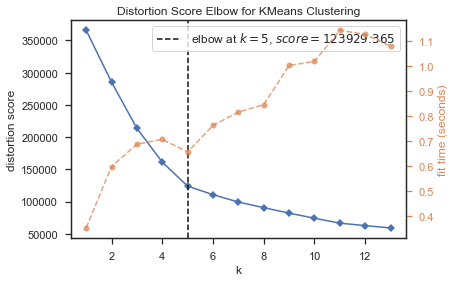 Distortion Score Elbow for KMeans Clustering
elbow at k = 5, score = 123929.365
350000
300000
250000
200000
150000
100000
50000
distortion score
1.1
1.0
0.9
0.8
0.7
0.6
0.5
0.4
fit time (seconds)
2 4 6 8 10 12
k